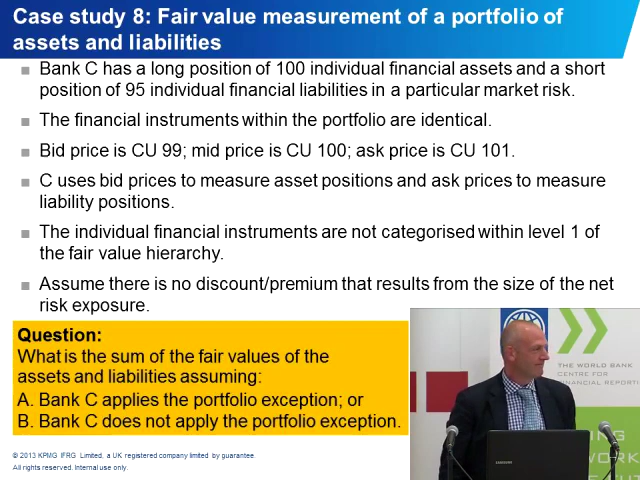 Case study 8: Fair value measurement of a portfolio of
assets and liabilities
Bank C has a long position of 100 individual financial assets and a short
position of 95 individual financial liabilities in a particular market risk.
The financial instruments within the portfolio are identical.
Bid price is CU 99; mid price is CU 100; ask price is CU 101.
C uses bid prices to measure asset positions and ask prices to measure
liability positions.
The individual financial instruments are not categorised within level 1 of
the fair value hierarchy.
Assume there is no discount/premium that results from the size of the net
risk exposure.
Question:
What is the sum of the fair values of the
assets and liabilities assuming:
A. Bank C applies the portfolio exception; or
B. Bank C does not apply the portfolio exception.
© 2013 KPMG IFRG Limited, a UK registered company limited by guarantee.
All rights reserved. Internal use only.
THE WORLD BANK
CENTRE FOR
FINANCIAL REPORTI
SAMSUNG